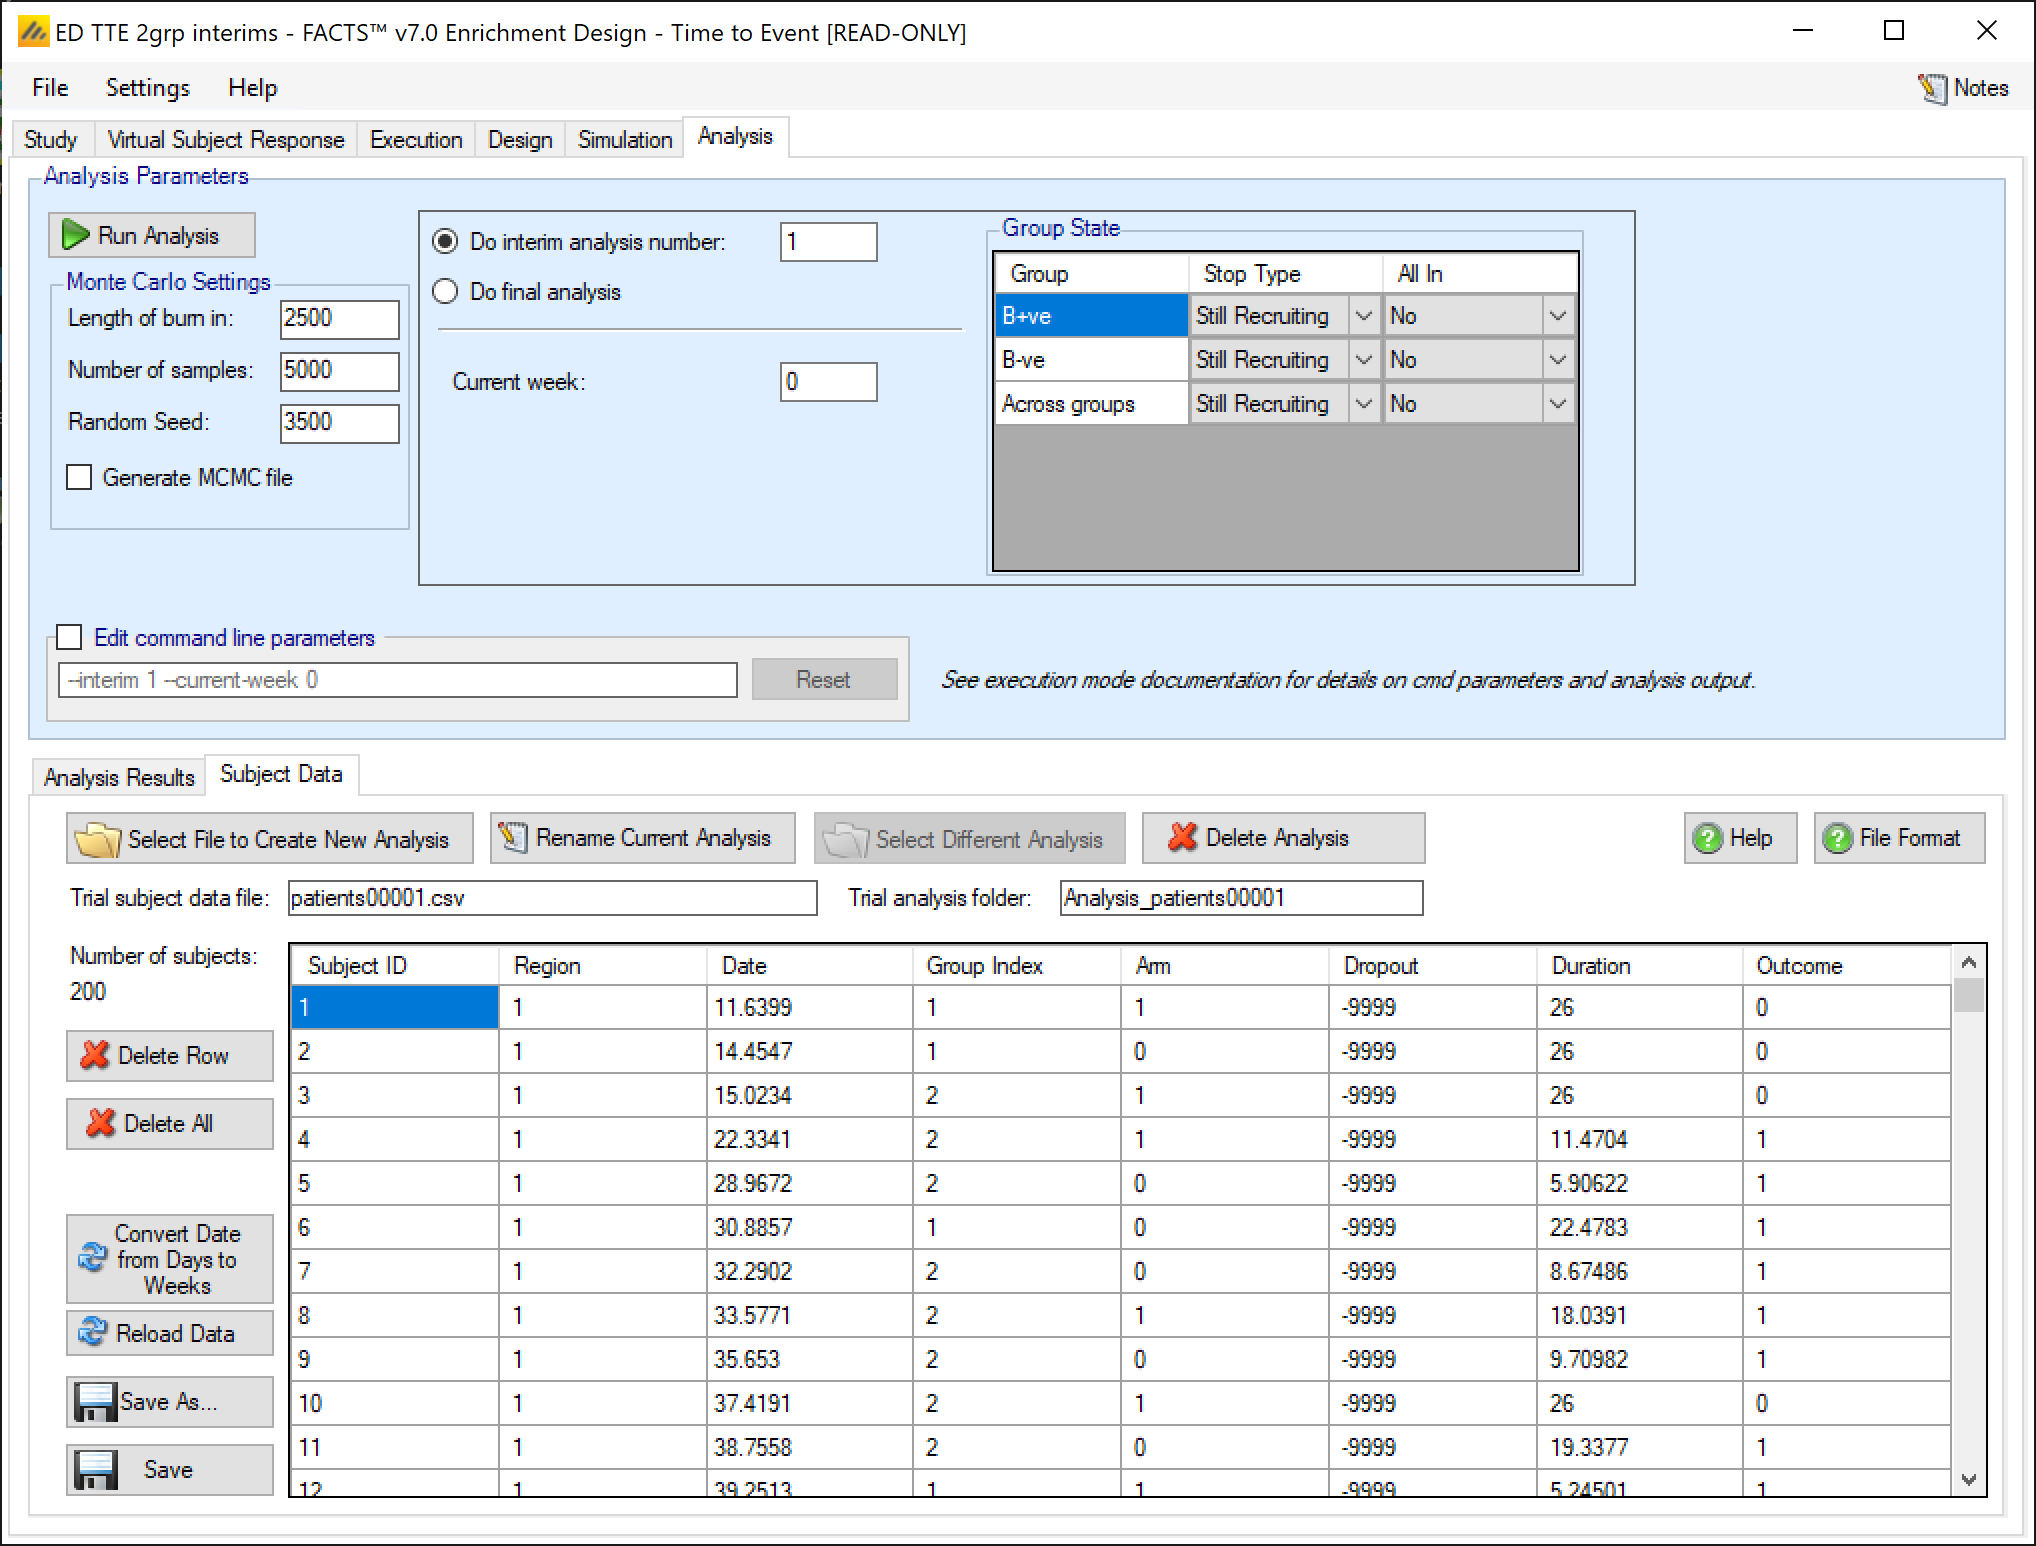 ED TTE 2grp interims - FACTS™ v7.0 Enrichment Design - Time to Event [READ-ONLY]
File Settings Help Notes
Study Virtual Subject Response Execution Design Simulation Analysis
Analysis Parameters
Run Analysis
Monte Carlo Settings
Length of burn in: 2500
Number of samples: 5000
Random Seed: 3500
Generate MCMC file
Do interim analysis number: 1
Do final analysis
Current week: 0
Group State
Group Stop Type All In
B+ve Still Recruiting No
B-ve Still Recruiting No
Across groups Still Recruiting No
Edit command line parameters
--interim 1 --current-week 0 Reset
See execution mode documentation for details on cmd parameters and analysis output.
Analysis Results Subject Data
Select File to Create New Analysis Rename Current Analysis Select Different Analysis Delete Analysis Help File Format
Trial subject data file: patients00001.csv Trial analysis folder: Analysis_patients00001
Number of subjects:
200
Delete Row
Delete All
Convert Date
from Days to
Weeks
Reload Data
Save As...
Save
Subject ID Region Date Group Index Arm Dropout Duration Outcome
1 1 11.6399 1 1 -9999 26 0
2 1 14.4547 1 0 -9999 26 0
3 1 15.0234 2 1 -9999 26 0
4 1 22.3341 2 1 -9999 11.4704 1
5 1 28.9672 2 0 -9999 5.90622 1
6 1 30.8857 1 0 -9999 22.4783 1
7 1 32.2902 2 0 -9999 8.67486 1
8 1 33.5771 2 1 -9999 18.0391 1
9 1 35.653 2 0 -9999 9.70982 1
10 1 37.4191 2 1 -9999 26 0
11 1 38.7558 2 0 -9999 19.3377 1
12 1 39.2513 1 1 -9999 5.24501 1